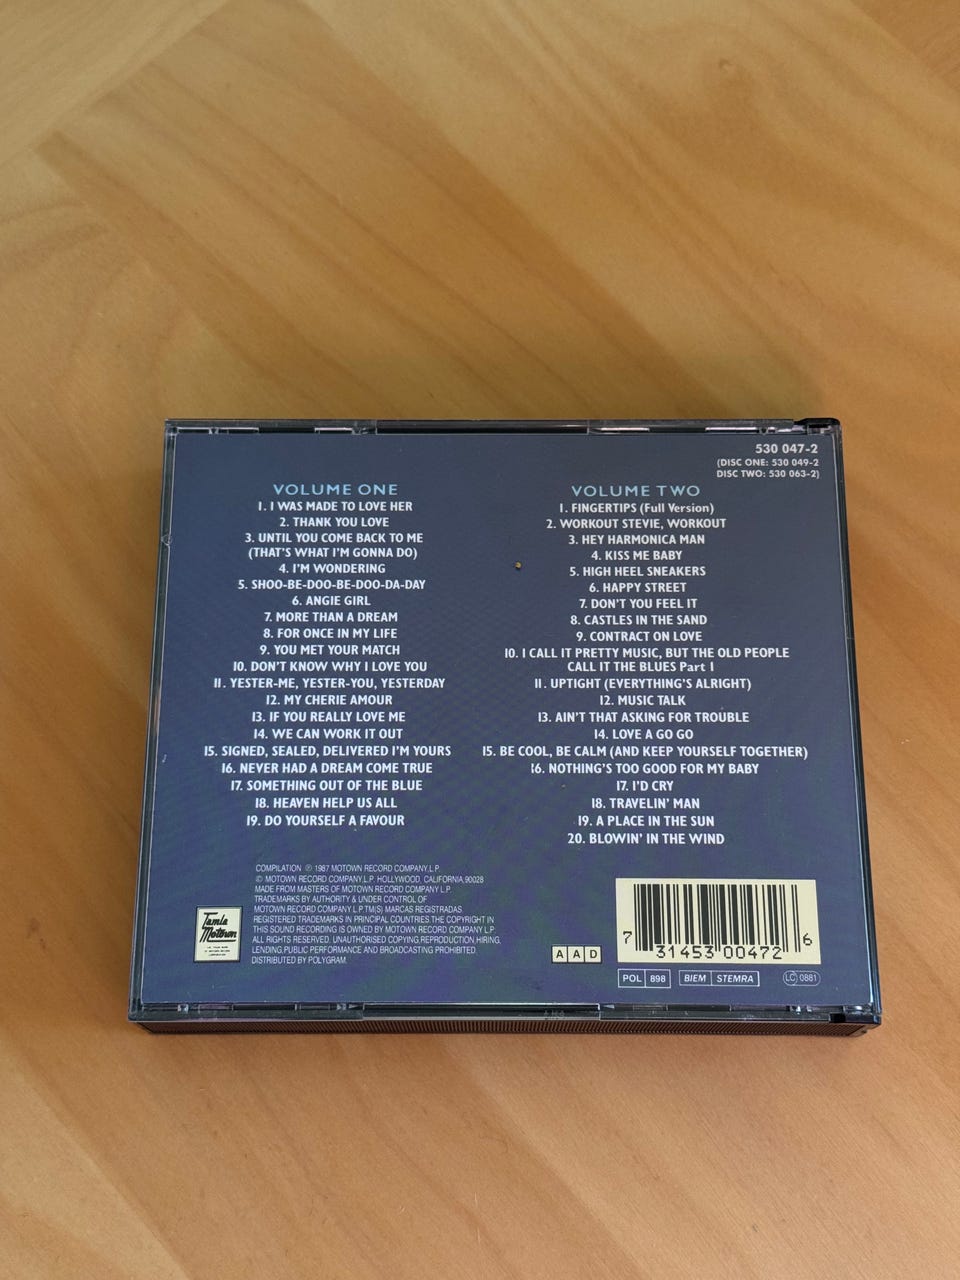 530 047-2
(DISC ONE: 530 049-2
DISC TWO: 530 063-2)
VOLUME ONE
1. I WAS MADE TO LOVE HER
2. THANK YOU LOVE
3. UNTIL YOU COME BACK TO ME
(THAT'S WHAT I'M GONNA DO)
4. I'M WONDERING
5. SHOO-BE-DOO-BE-DOO-DA-DAY
6. ANGIE GIRL
7. MORE THAN A DREAM
8. FOR ONCE IN MY LIFE
9. YOU MET YOUR MATCH
10. DON'T KNOW WHY I LOVE YOU
11. YESTER-ME, YESTER-YOU, YESTERDAY
12. MY CHERIE AMOUR
13. IF YOU REALLY LOVE ME
14. WE CAN WORK IT OUT
15. SIGNED, SEALED, DELIVERED I'M YOURS
16. NEVER HAD A DREAM COME TRUE
17. SOMETHING OUT OF THE BLUE
18. HEAVEN HELP US ALL
19. DO YOURSELF A FAVOUR
VOLUME TWO
1. FINGERTIPS (Full Version)
2. WORKOUT STEVIE, WORKOUT
3. HEY HARMONICA MAN
4. KISS ME BABY
5. HIGH HEEL SNEAKERS
6. HAPPY STREET
7. DON'T YOU FEEL IT
8. CASTLES IN THE SAND
9. CONTRACT ON LOVE
10. I CALL IT PRETTY MUSIC, BUT THE OLD PEOPLE
CALL IT THE BLUES Part 1
11. UPTIGHT (EVERYTHING'S ALRIGHT)
12. MUSIC TALK
13. AIN'T THAT ASKING FOR TROUBLE
14. LOVE A GO GO
15. BE COOL, BE CALM (AND KEEP YOURSELF TOGETHER)
16. NOTHING'S TOO GOOD FOR MY BABY
17. I'D CRY
18. TRAVELIN' MAN
19. A PLACE IN THE SUN
20. BLOWIN' IN THE WIND
COMPILATION ℗ 1987 MOTOWN RECORD COMPANY, L.P.
© MOTOWN RECORD COMPANY, L.P. HOLLYWOOD, CALIFORNIA, 90028
MADE FROM MASTERS OF MOTOWN RECORD COMPANY L.P
TRADEMARKS BY AUTHORITY & UNDER CONTROL OF
MOTOWN RECORD COMPANY L.P. TM(S) MARCAS REGISTRADAS
REGISTERED TRADEMARKS IN PRINCIPAL COUNTRIES. THE COPYRIGHT IN
THIS SOUND RECORDING IS OWNED BY MOTOWN RECORD COMPANY L.P.
ALL RIGHTS RESERVED. UNAUTHORISED COPYING, REPRODUCTION, HIRING,
LENDING, PUBLIC PERFORMANCE AND BROADCASTING PROHIBITED.
DISTRIBUTED BY POLYGRAM.
Tamla
Motown
AAD
7 31453 00472 6
POL 898
BIEM STEMRA
LC 0881